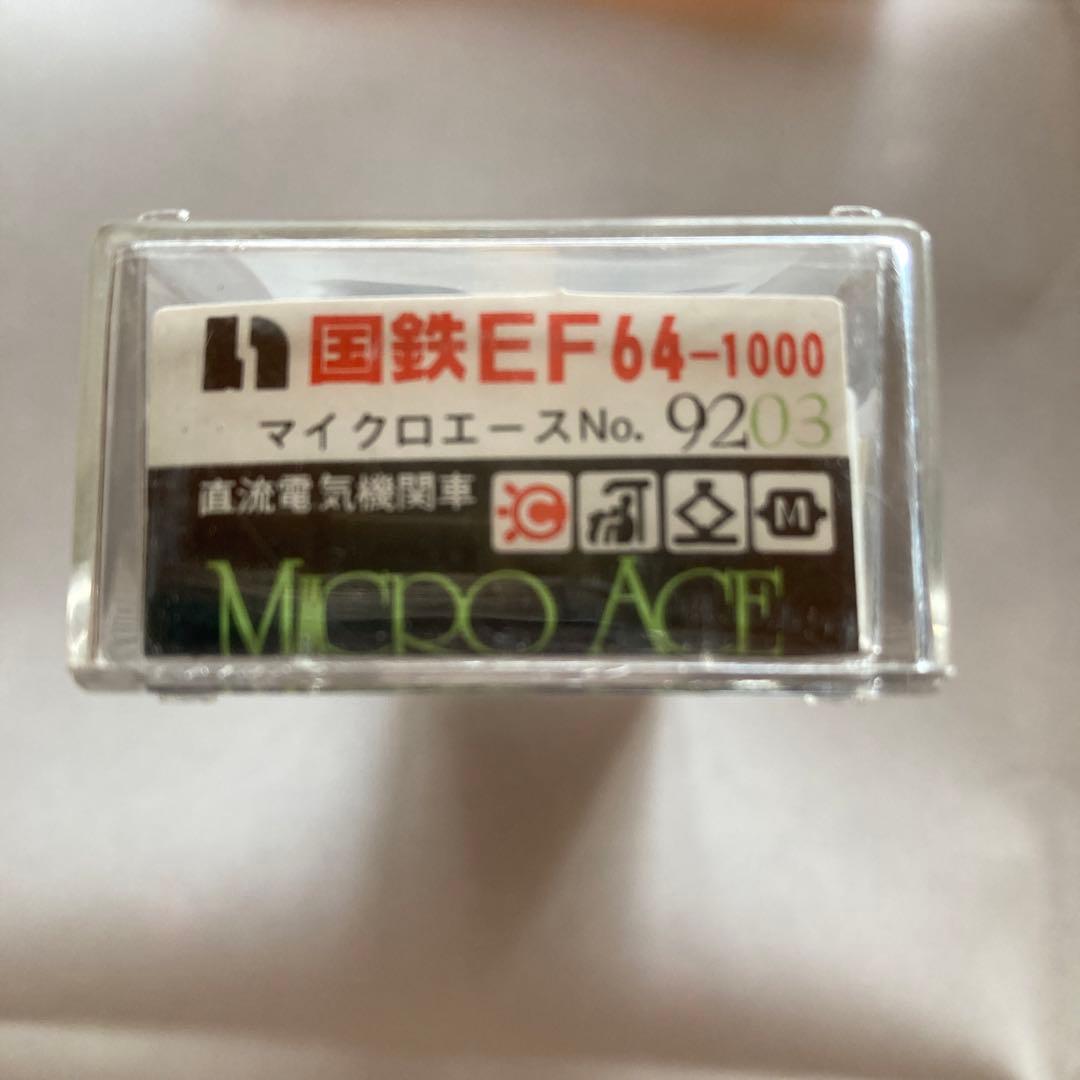 国鉄EF64-1000
マイクロエースNo. 9203
直流電気機関車
C
M
MICRO ACE